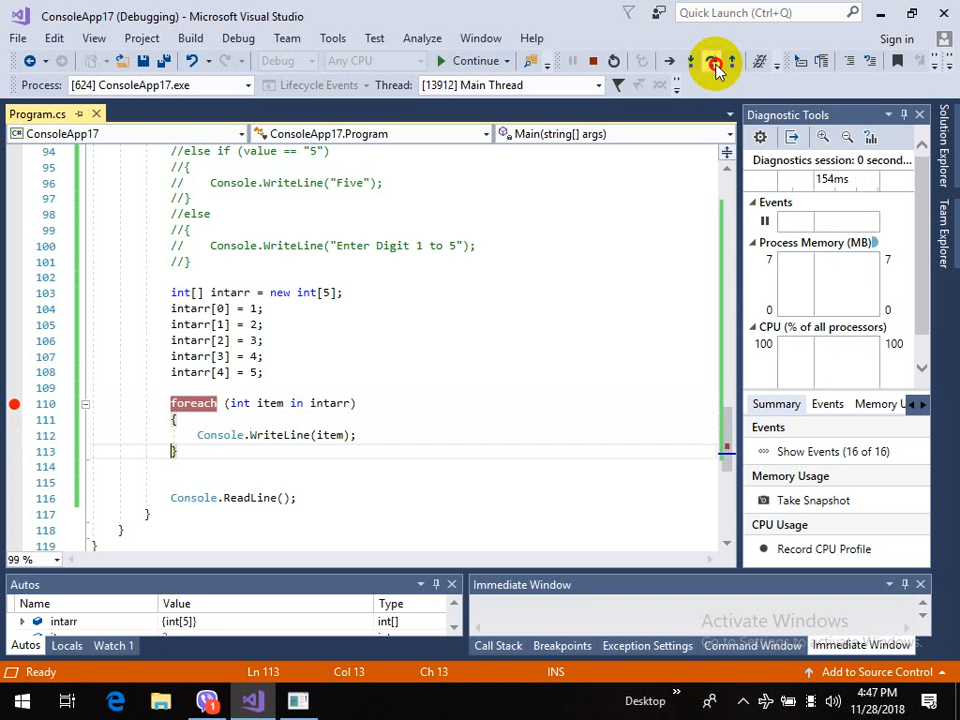 ConsoleApp17 (Debugging) - Microsoft Visual Studio
Quick Launch (Ctrl+Q)
File Edit View Project Build Debug Team Tools Test Analyze Window Help
Sign in
Debug Any CPU Continue
Process: [624] ConsoleApp17.exe Lifecycle Events Thread: [13912] Main Thread
Program.cs
ConsoleApp17 ConsoleApp17.Program Main(string[] args)
94 //else if (value == "5")
95 //{
96 // Console.WriteLine("Five");
97 //}
98 //else
99 //{
100 // Console.WriteLine("Enter Digit 1 to 5");
101 //}
102
103 int[] intarr = new int[5];
104 intarr[0] = 1;
105 intarr[1] = 2;
106 intarr[2] = 3;
107 intarr[3] = 4;
108 intarr[4] = 5;
109
110 foreach (int item in intarr)
111 {
112 Console.WriteLine(item);
113 }
114
115
116 Console.ReadLine();
117 }
118 }
119 }
99 %
Diagnostic Tools
Diagnostics session: 0 second...
154ms
Events
Process Memory (MB)
7 7
0 0
CPU (% of all processors)
100 100
Summary Events Memory U
Events
Show Events (16 of 16)
Memory Usage
Take Snapshot
CPU Usage
Record CPU Profile
Solution Explorer
Team Explorer
Autos
Name Value Type
intarr {int[5]} int[]
Autos Locals Watch 1
Immediate Window
Activate Windows
Go to Settings to activate Windows.
Call Stack Breakpoints Exception Settings Command Window Immediate Window
Ready Ln 113 Col 13 Ch 13 INS Add to Source Control
1
Desktop
4:47 PM
11/28/2018